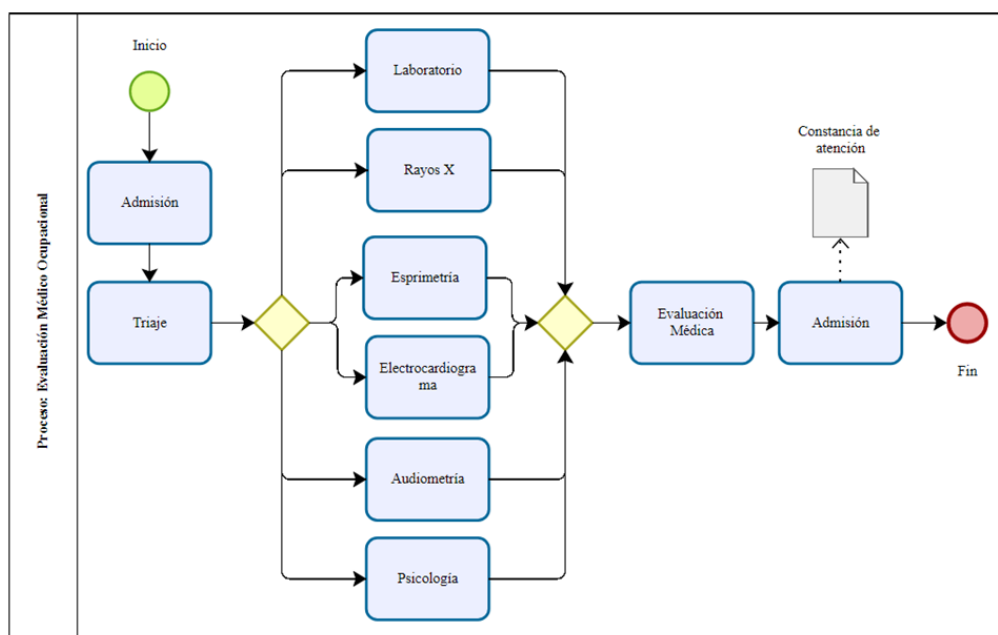 Proceso: Evaluación Médico Ocupacional
Inicio
Admisión
Triaje
Laboratorio
Rayos X
Esprimetría
Electrocardiogra
ma
Audiometría
Psicología
Evaluación
Médica
Constancia de
atención
Admisión
Fin